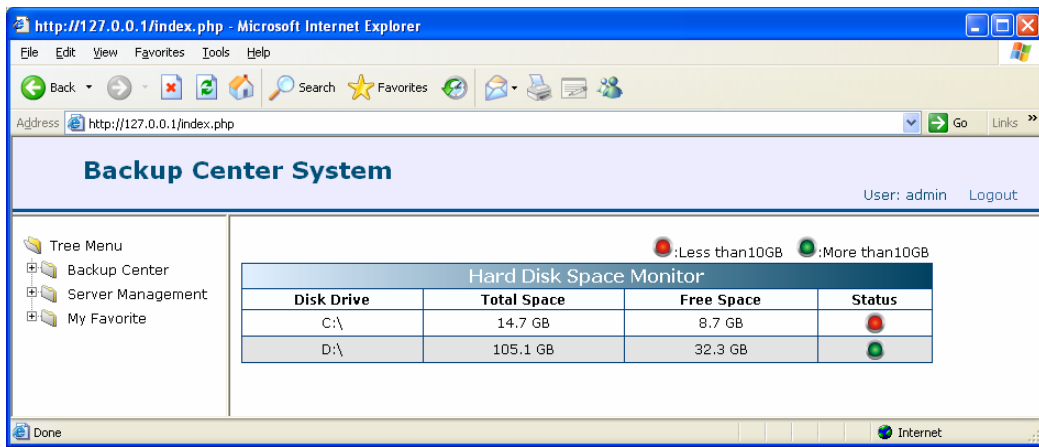 http://127.0.0.1/index.php - Microsoft Internet Explorer
File Edit View Favorites Tools Help
Back Search Favorites
Address http://127.0.0.1/index.php Go Links »
Backup Center System
User: admin Logout
Tree Menu
Backup Center
Server Management
My Favorite
:Less than10GB :More than10GB
Hard Disk Space Monitor
Disk Drive Total Space Free Space Status
C:\ 14.7 GB 8.7 GB
D:\ 105.1 GB 32.3 GB
Done Internet